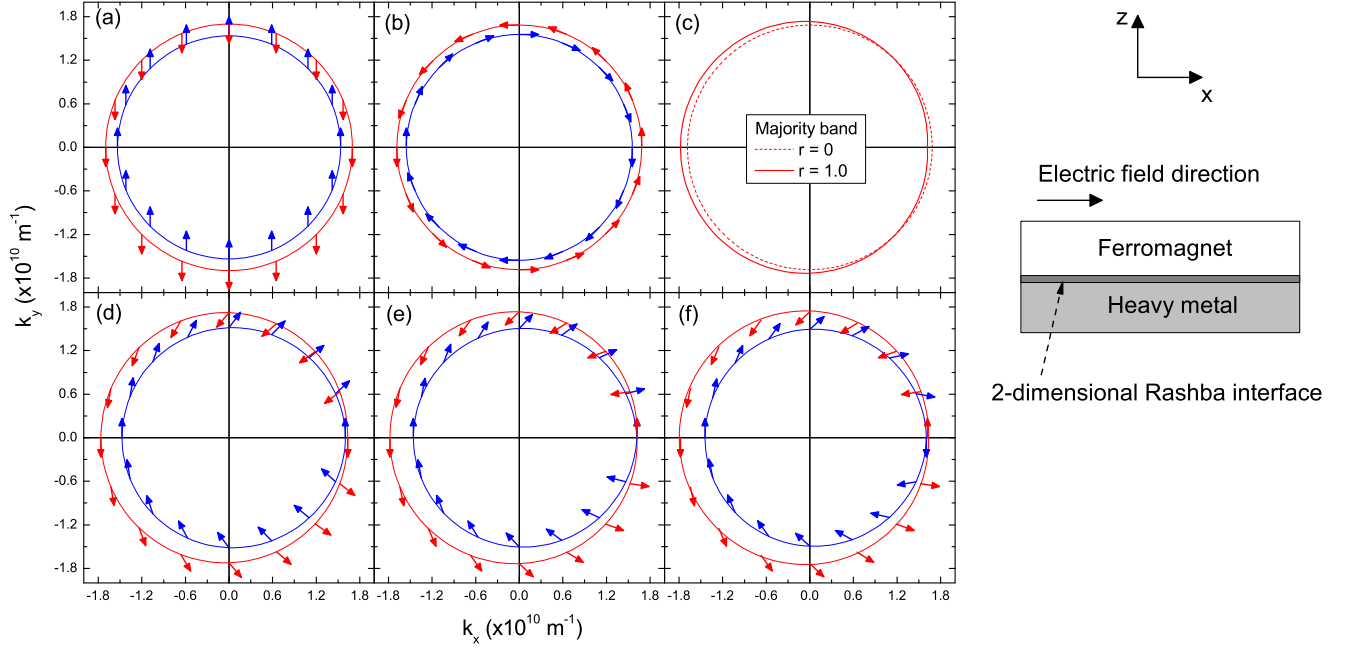 (a)
(b)
(c)
1.8
1.2
0.6
0.0
-0.6
-1.2
-1.8
Majority band
r = 0
r = 1.0
(d)
(e)
(f)
1.8
1.2
0.6
0.0
-0.6
-1.2
-1.8
-1.8 -1.2 -0.6 0.0 0.6 1.2 1.8
-1.8 -1.2 -0.6 0.0 0.6 1.2 1.8
-1.8 -1.2 -0.6 0.0 0.6 1.2 1.8
k_y (x10^10 m^-1)
k_x (x10^10 m^-1)
z
x
Electric field direction
Ferromagnet
Heavy metal
2-dimensional Rashba interface